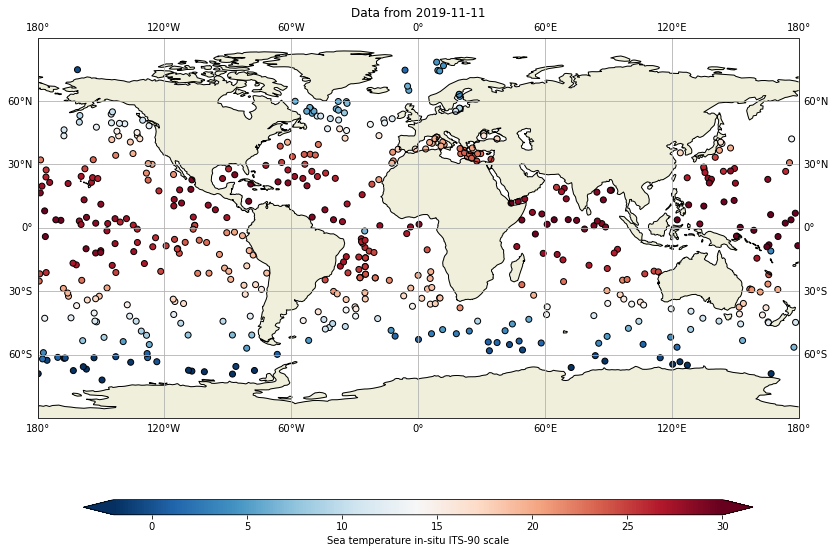 Data from 2019-11-11
180° 120°W 60°W 0° 60°E 120°E 180°
60°N 60°N
30°N 30°N
0° 0°
30°S 30°S
60°S 60°S
180° 120°W 60°W 0° 60°E 120°E 180°
0 5 10 15 20 25 30
Sea temperature in-situ ITS-90 scale